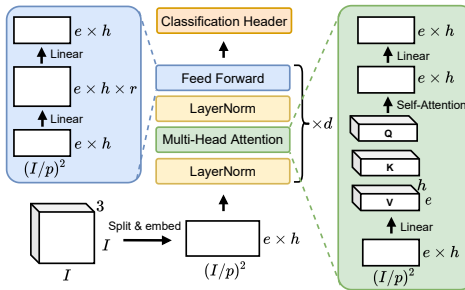 e × h
Linear
e × h × r
Linear
e × h
(I/p)²
Classification Header
Feed Forward
LayerNorm
Multi-Head Attention
LayerNorm
×d
3
I
I
Split & embed
e × h
(I/p)²
e × h
Linear
e × h
Self-Attention
Q
K
V
h
e
Linear
e × h
(I/p)²